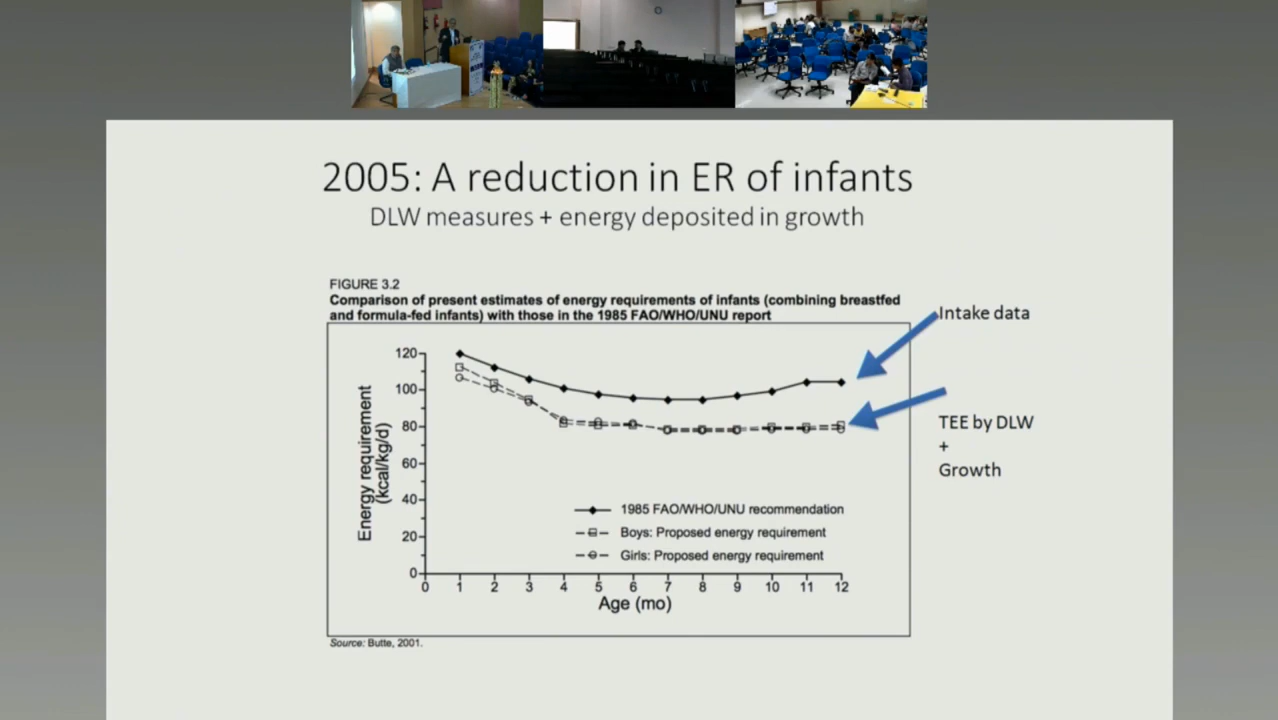 2005: A reduction in ER of infants
DLW measures + energy deposited in growth
FIGURE 3.2
Comparison of present estimates of energy requirements of infants (combining breastfed
and formula-fed infants) with those in the 1985 FAO/WHO/UNU report
Intake data
TEE by DLW
+
Growth
Energy requirement
(kcal/kg/d)
120
100
80
60
40
20
0
1985 FAO/WHO/UNU recommendation
Boys: Proposed energy requirement
Girls: Proposed energy requirement
0 1 2 3 4 5 6 7 8 9 10 11 12
Age (mo)
Source: Butte, 2001.